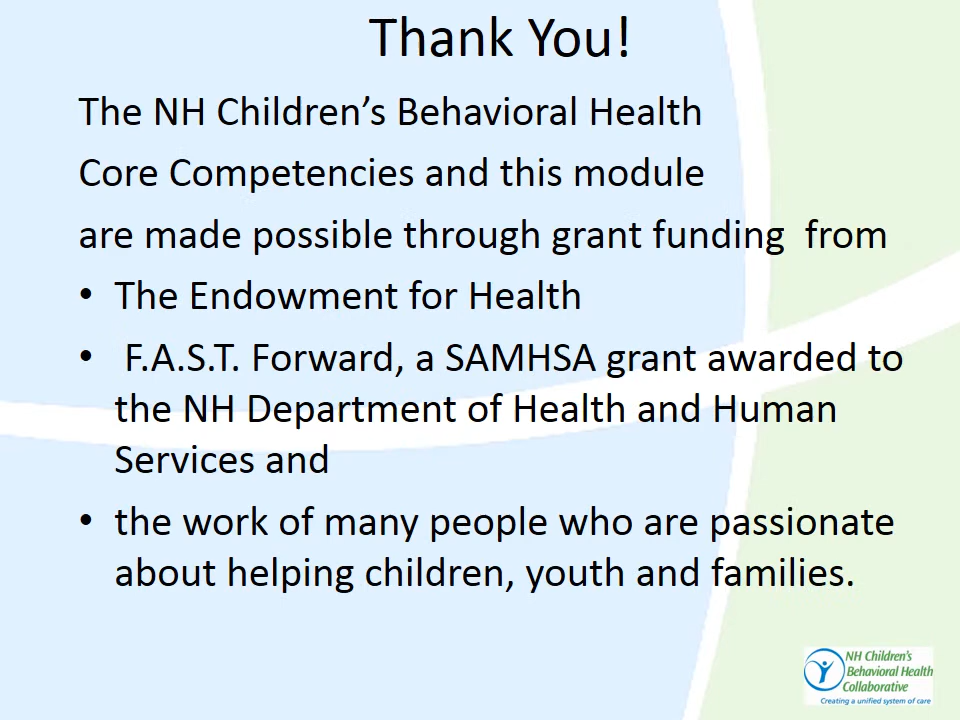 Thank You!
The NH Children’s Behavioral Health
Core Competencies and this module
are made possible through grant funding  from
• The Endowment for Health
•  F.A.S.T. Forward, a SAMHSA grant awarded to
the NH Department of Health and Human
Services and
• the work of many people who are passionate
about helping children, youth and families.
NH Children's
Behavioral Health
Collaborative
Creating a unified system of care